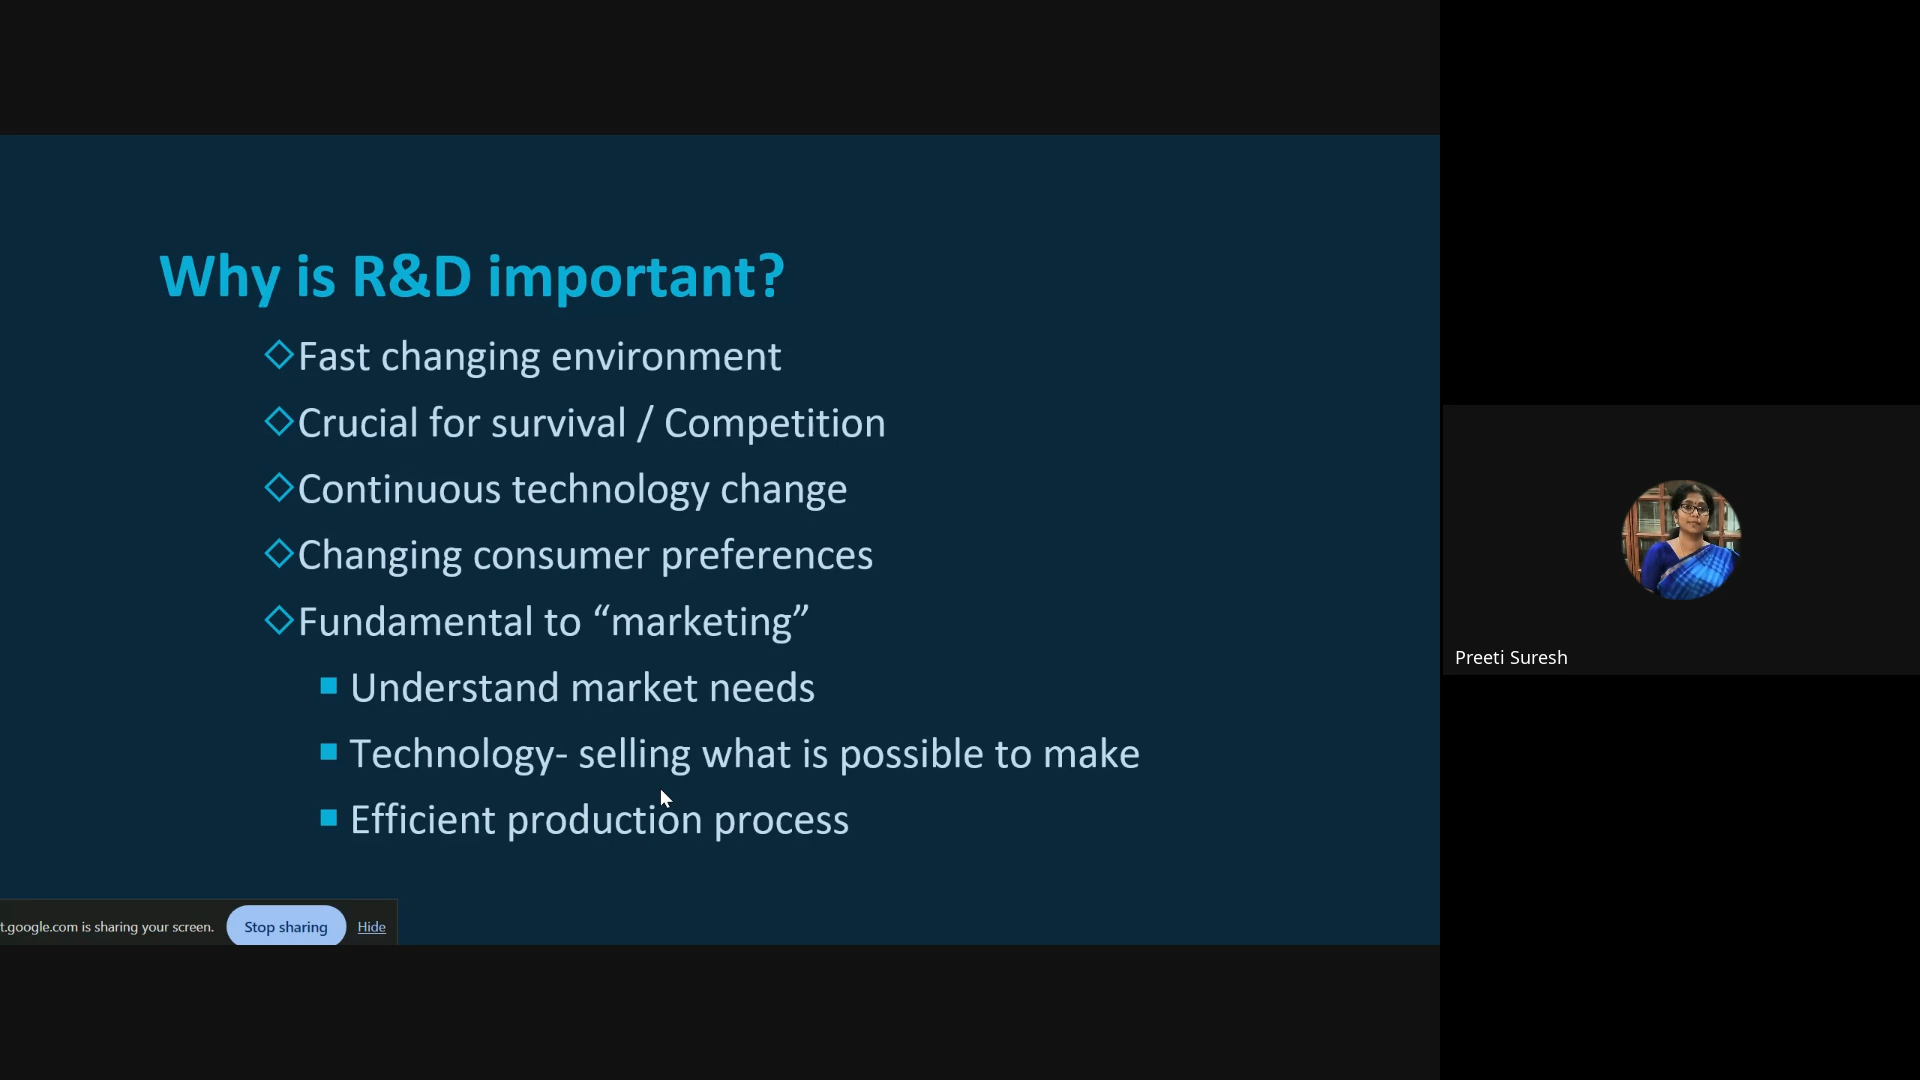 Why is R&D important?
Fast changing environment
Crucial for survival / Competition
Continuous technology change
Changing consumer preferences
Fundamental to “marketing”
Understand market needs
Technology- selling what is possible to make
Efficient production process
t.google.com is sharing your screen. Stop sharing Hide
Preeti Suresh